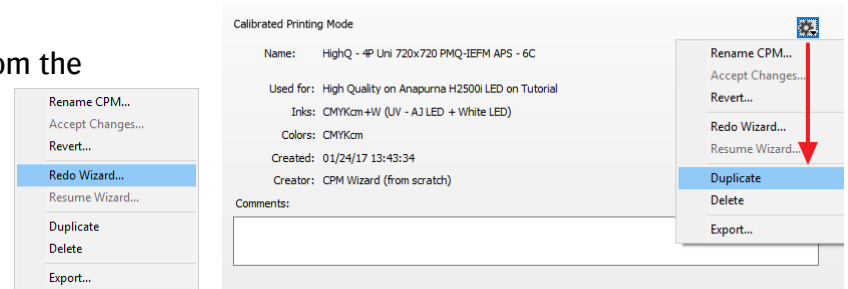 om the
Rename CPM...
Accept Changes...
Revert...
Redo Wizard...
Resume Wizard...
Duplicate
Delete
Export...
Calibrated Printing Mode
Name: HighQ - 4P Uni 720x720 PMQ-IEFM APS - 6C
Used for: High Quality on Anapurna H2500i LED on Tutorial
Inks: CMYKcm+W (UV - AJ LED + White LED)
Colors: CMYKcm
Created: 01/24/17 13:43:34
Creator: CPM Wizard (from scratch)
Comments:
Rename CPM...
Accept Changes...
Revert...
Redo Wizard...
Resume Wizard...
Duplicate
Delete
Export...